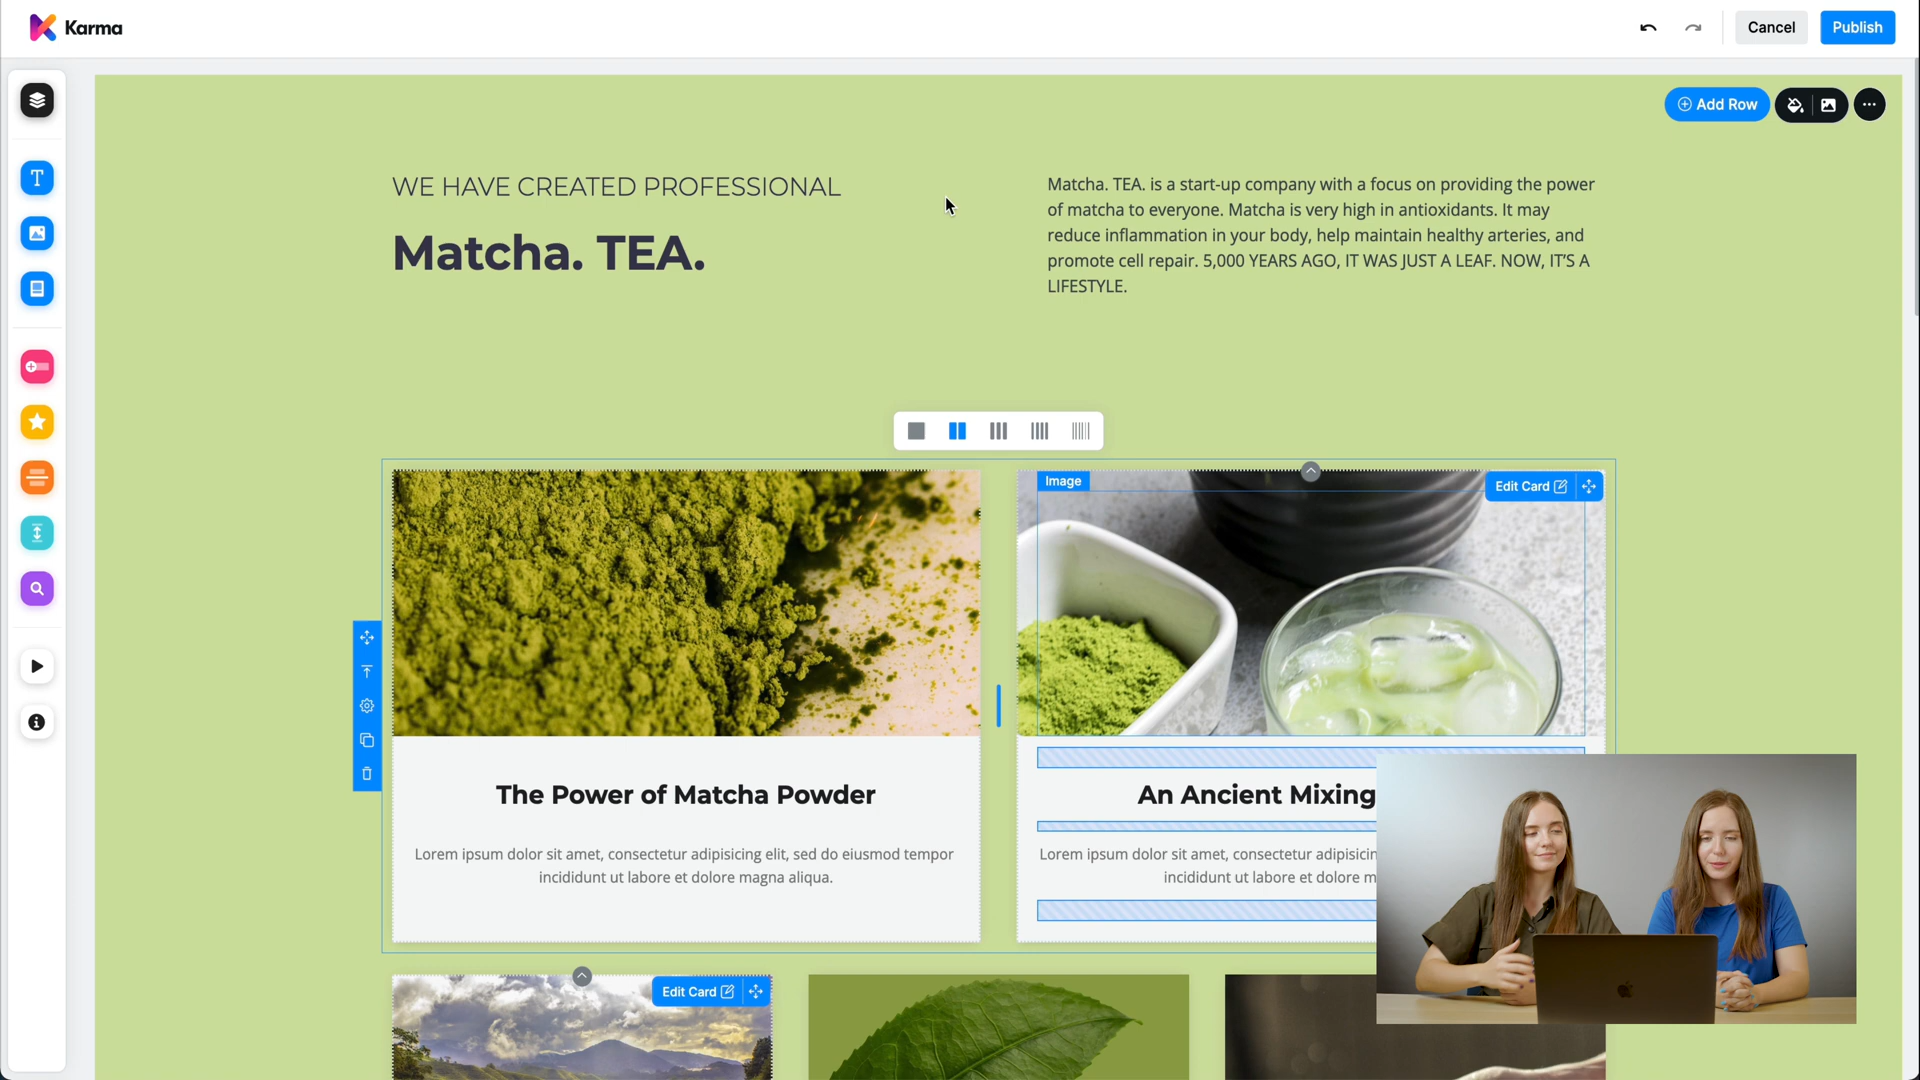 Karma
Cancel
Publish
Add Row
WE HAVE CREATED PROFESSIONAL
Matcha. TEA.
Matcha. TEA. is a start-up company with a focus on providing the power
of matcha to everyone. Matcha is very high in antioxidants. It may
reduce inflammation in your body, help maintain healthy arteries, and
promote cell repair. 5,000 YEARS AGO, IT WAS JUST A LEAF. NOW, IT'S A
LIFESTYLE.
Image
Edit Card
The Power of Matcha Powder
Lorem ipsum dolor sit amet, consectetur adipisicing elit, sed do eiusmod tempor
incididunt ut labore et dolore magna aliqua.
An Ancient Mixing
Lorem ipsum dolor sit amet, consectetur adipisicin
incididunt ut labore et dolore m
Edit Card